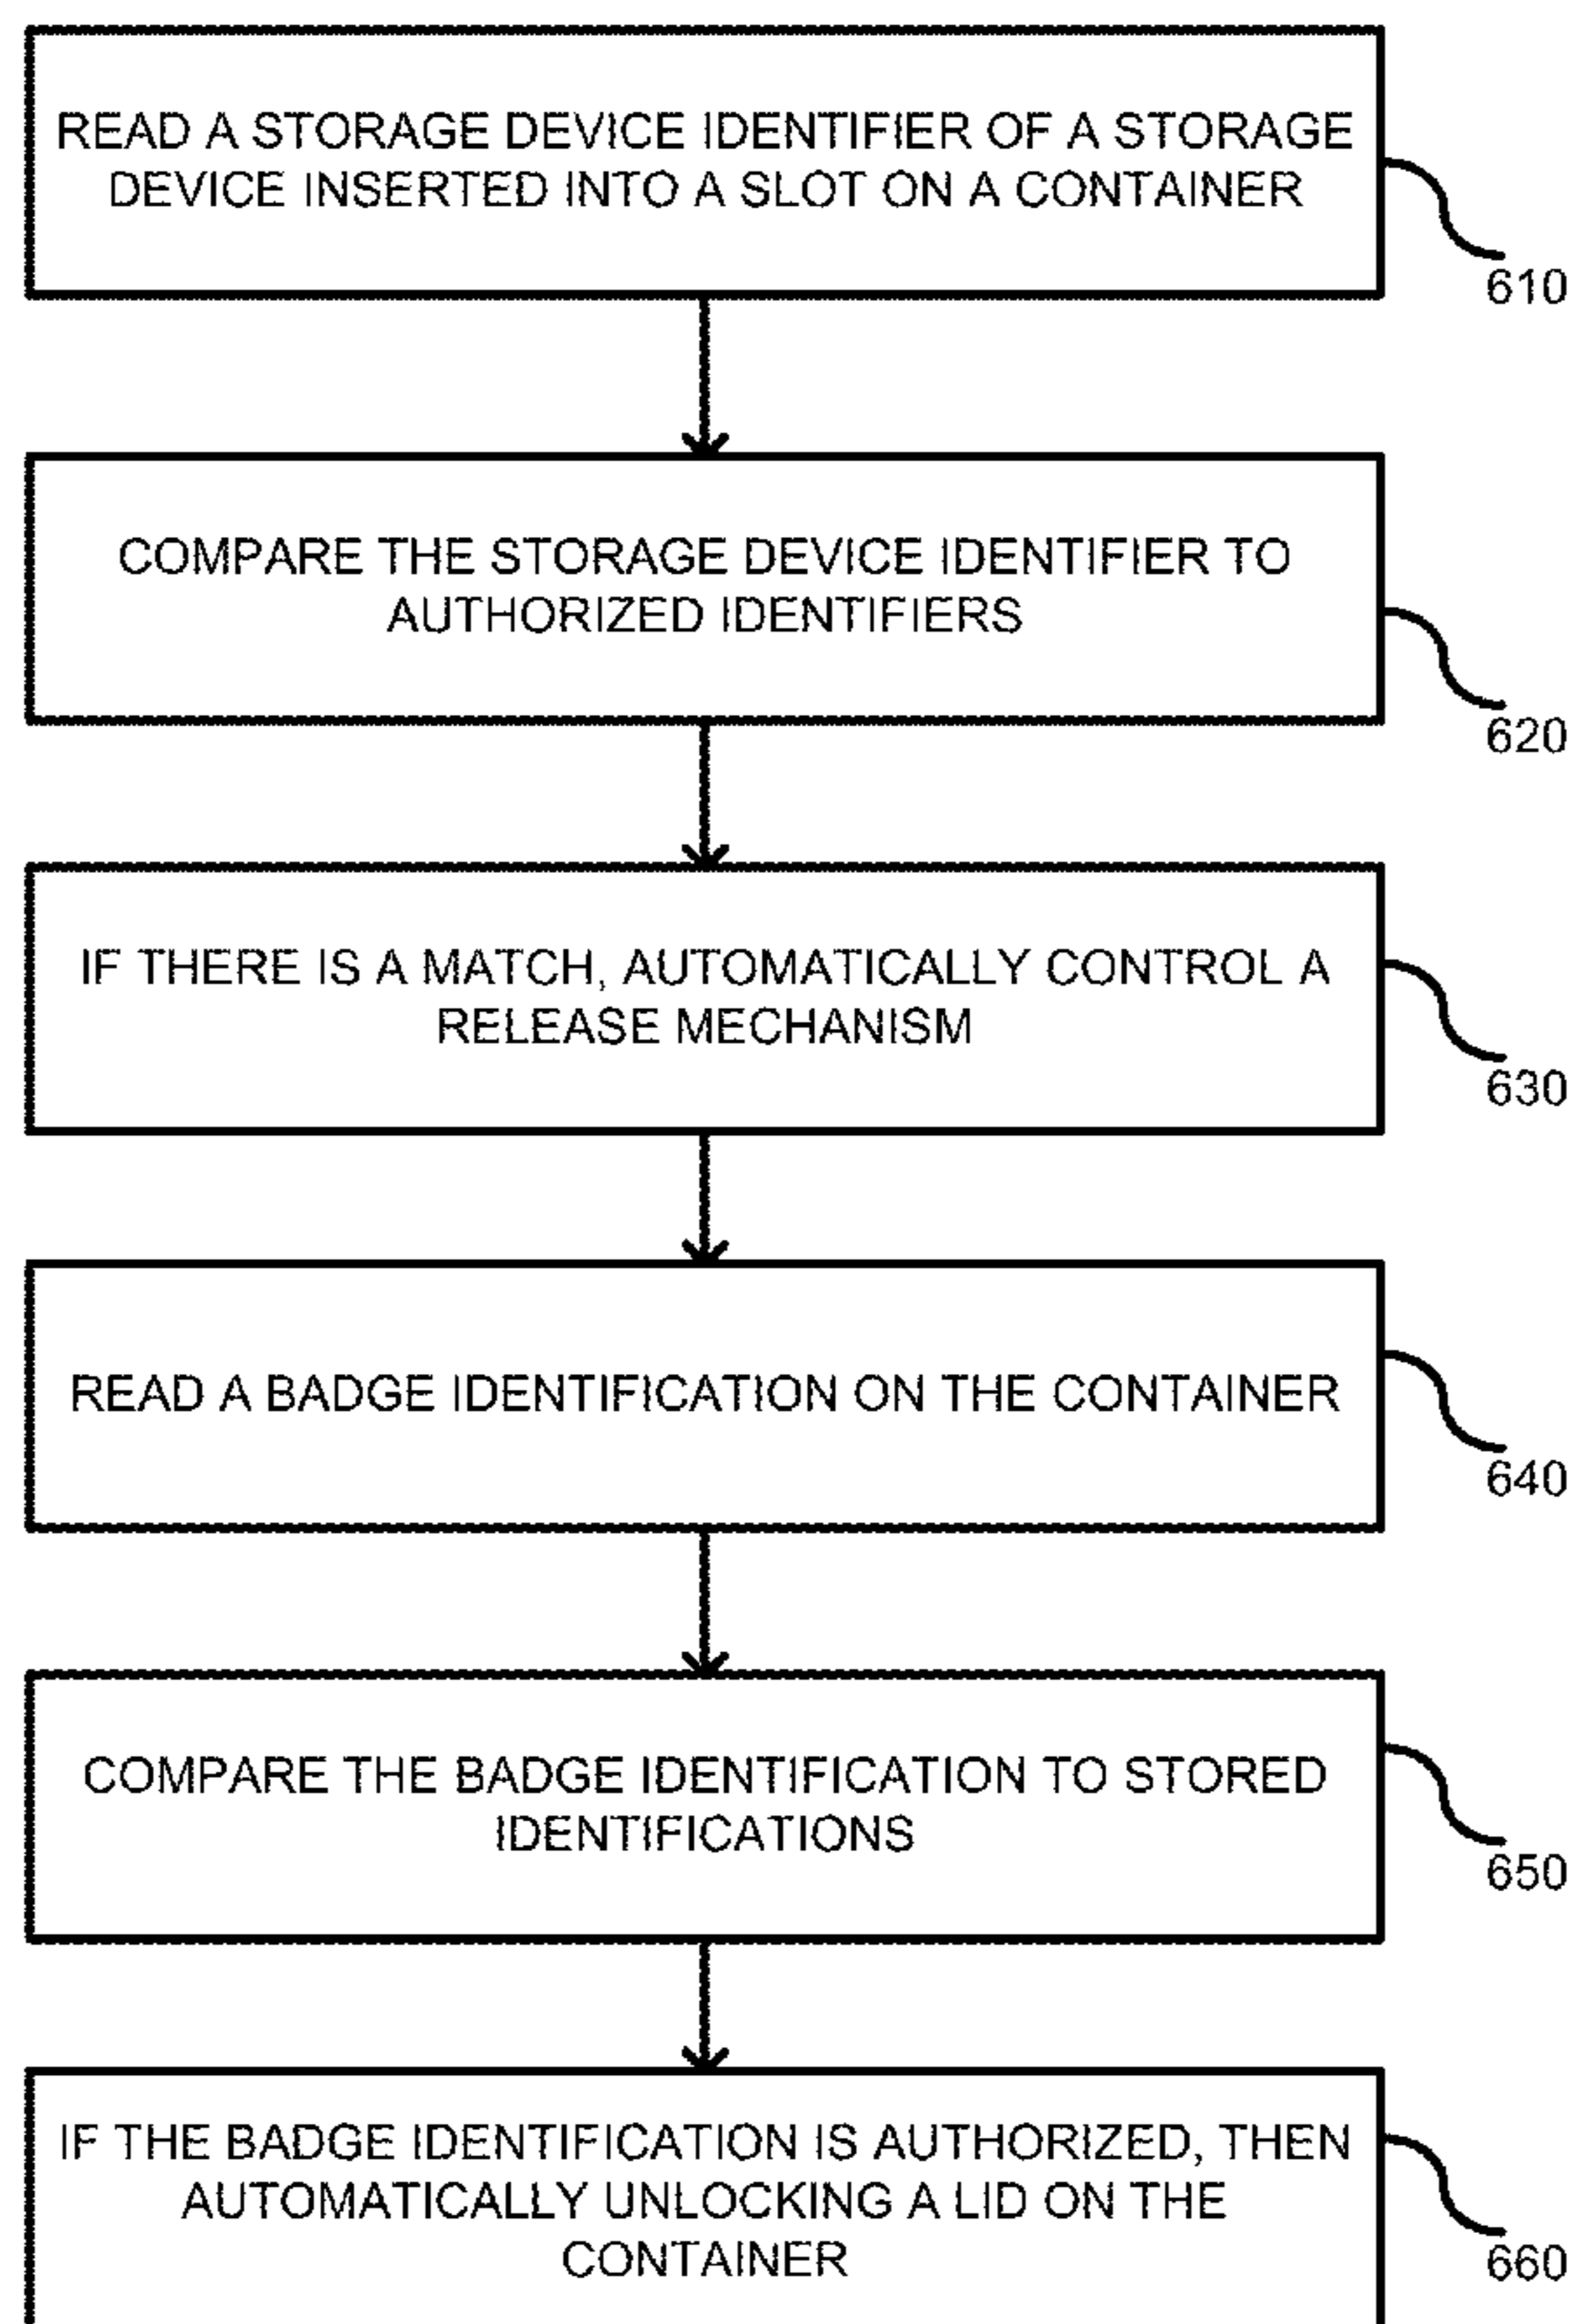 READ A STORAGE DEVICE IDENTIFIER OF A STORAGE
DEVICE INSERTED INTO A SLOT ON A CONTAINER
610
COMPARE THE STORAGE DEVICE IDENTIFIER TO
AUTHORIZED IDENTIFIERS
620
IF THERE IS A MATCH, AUTOMATICALLY CONTROL A
RELEASE MECHANISM
630
READ A BADGE IDENTIFICATION ON THE CONTAINER
640
COMPARE THE BADGE IDENTIFICATION TO STORED
IDENTIFICATIONS
650
IF THE BADGE IDENTIFICATION IS AUTHORIZED, THEN
AUTOMATICALLY UNLOCKING A LID ON THE
CONTAINER
660